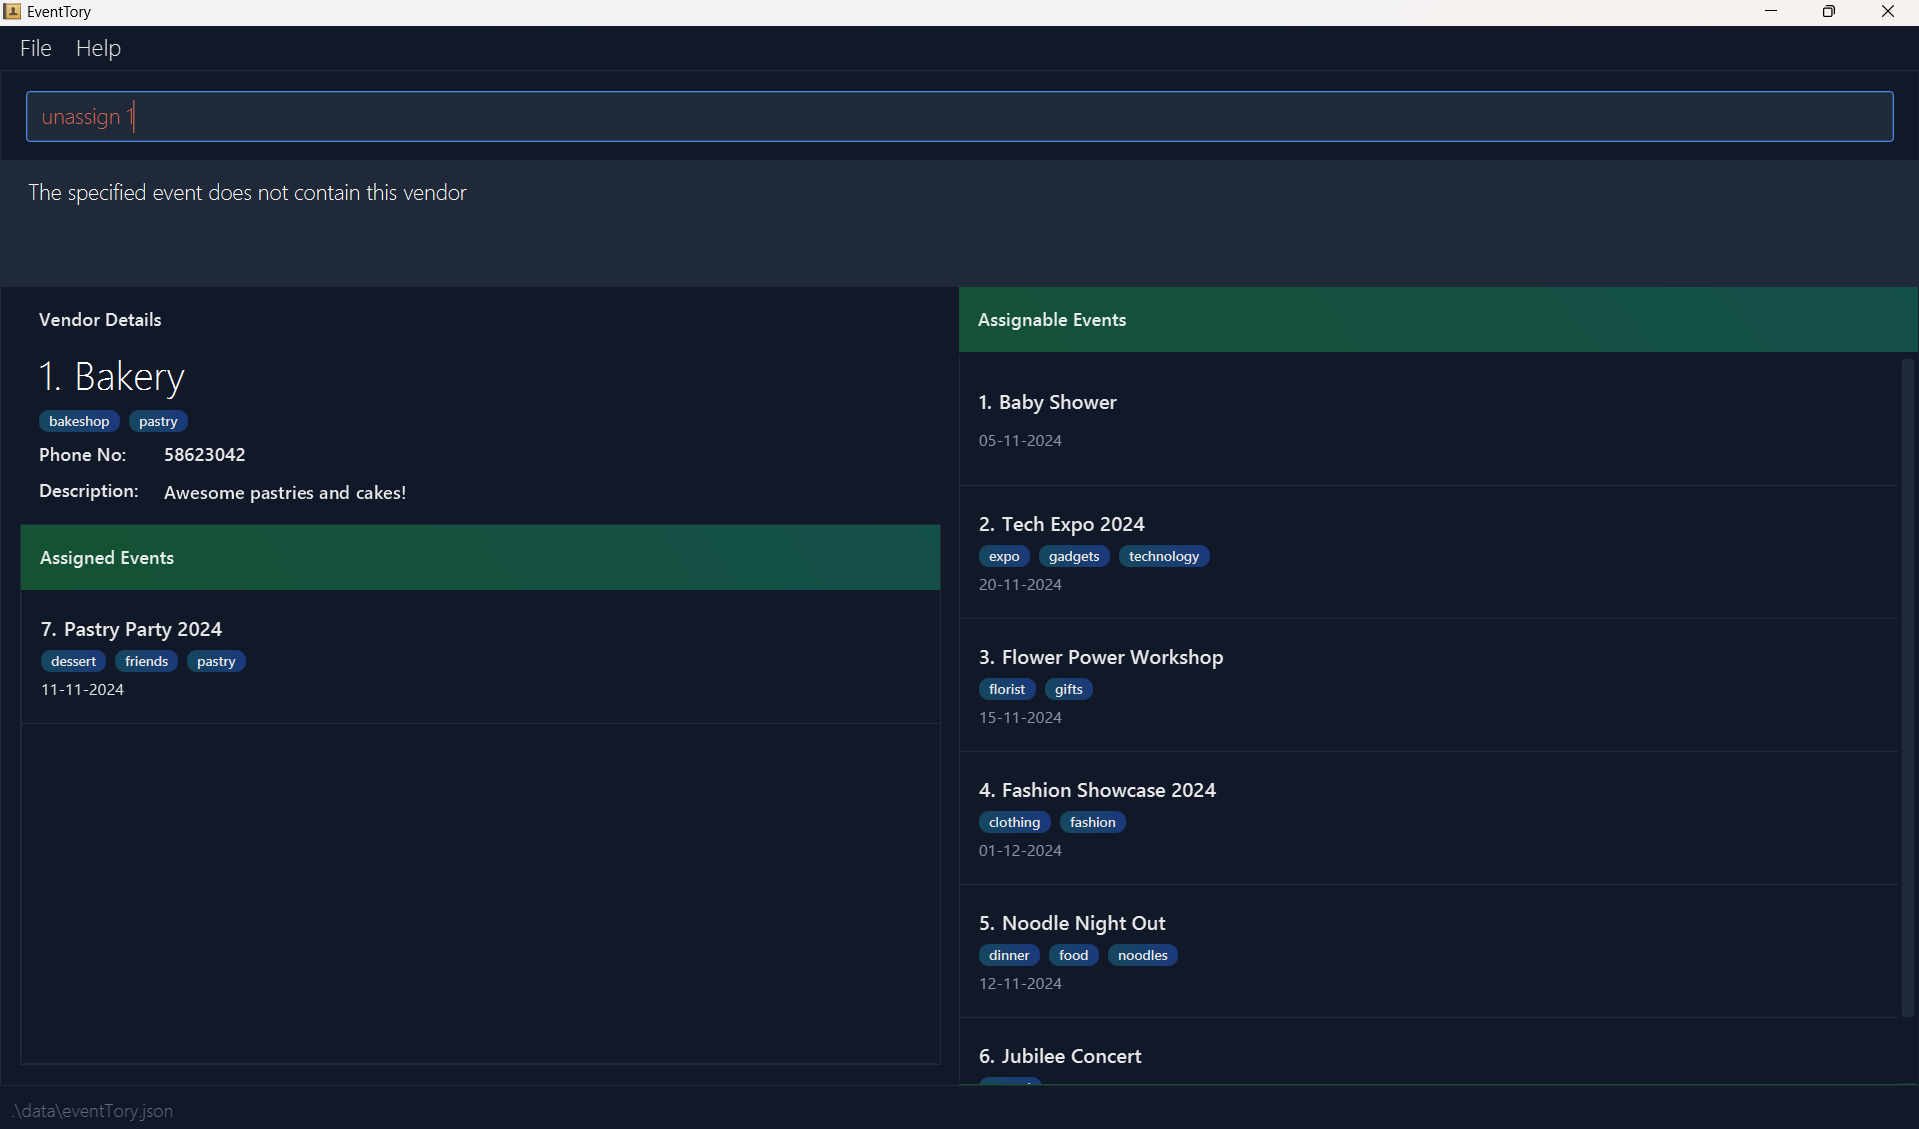 EventTory
File Help
unassign 1
The specified event does not contain this vendor
Vendor Details
1. Bakery
bakeshop pastry
Phone No: 58623042
Description: Awesome pastries and cakes!
Assigned Events
7. Pastry Party 2024
dessert friends pastry
11-11-2024
Assignable Events
1. Baby Shower
05-11-2024
2. Tech Expo 2024
expo gadgets technology
20-11-2024
3. Flower Power Workshop
florist gifts
15-11-2024
4. Fashion Showcase 2024
clothing fashion
01-12-2024
5. Noodle Night Out
dinner food noodles
12-11-2024
6. Jubilee Concert
.\data\eventTory.json